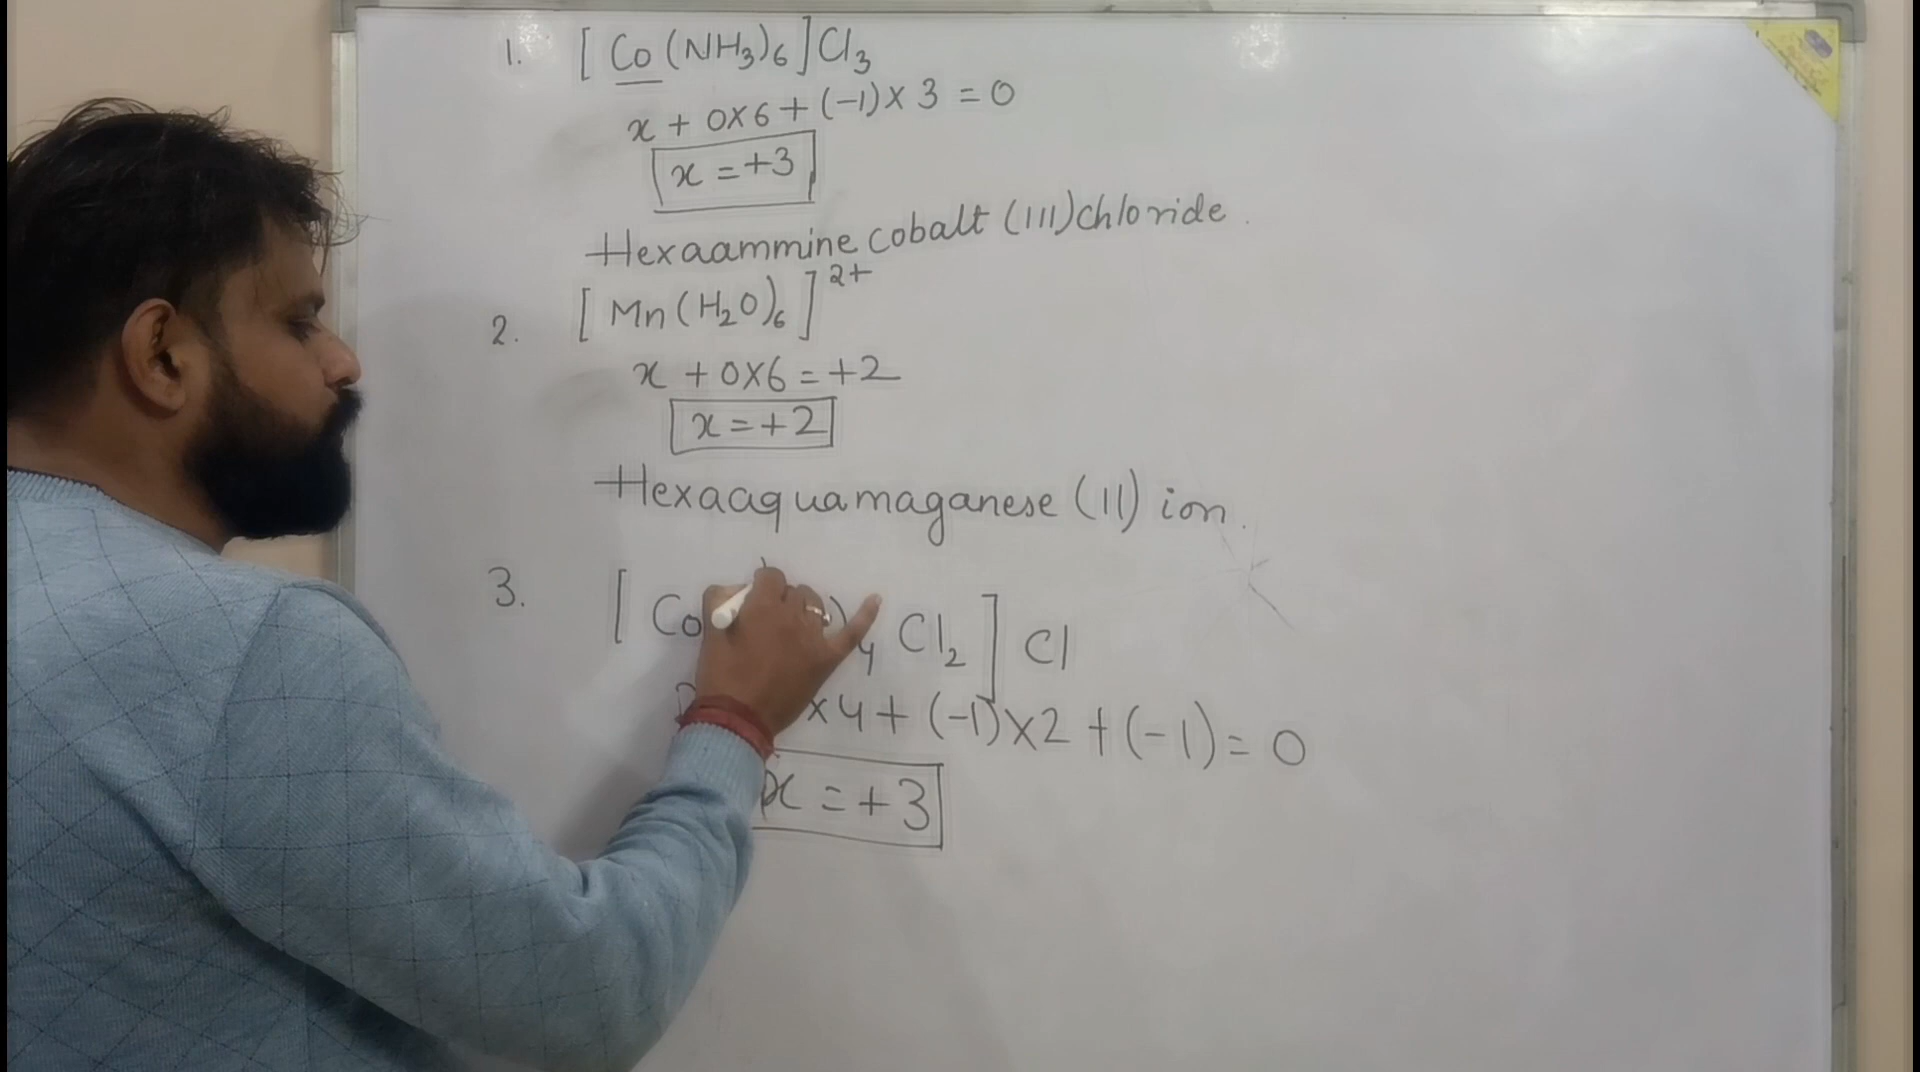 1. [Co(NH₃)₆]Cl₃
x + 0×6 + (-1)×3 = 0
x = +3
Hexaammine cobalt (III) chloride.
2. [Mn(H₂O)₆]²⁺
x + 0×6 = +2
x = +2
Hexaaquamaganese (II) ion.
3. [Co )₄ Cl₂] Cl
×4 + (-1)×2 + (-1) = 0
x = +3